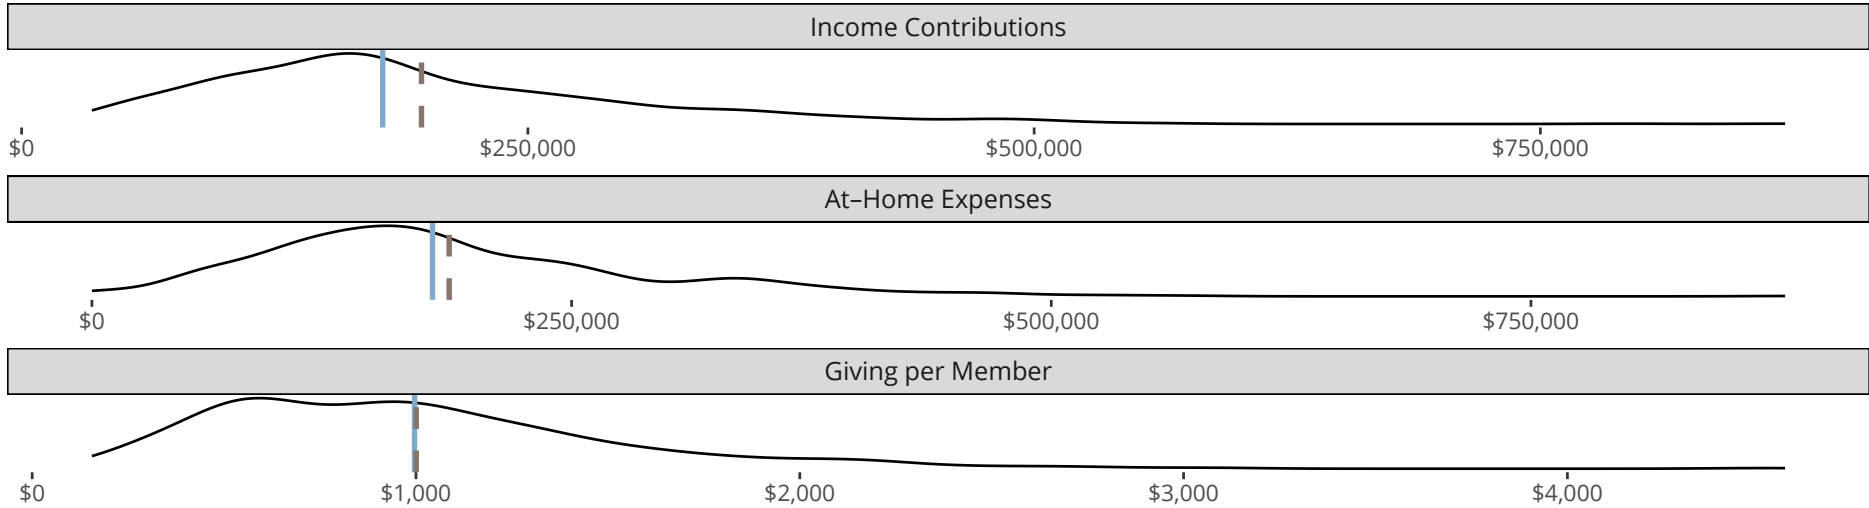 Income Contributions
$0 $250,000 $500,000 $750,000
At–Home Expenses
$0 $250,000 $500,000 $750,000
Giving per Member
$0 $1,000 $2,000 $3,000 $4,000